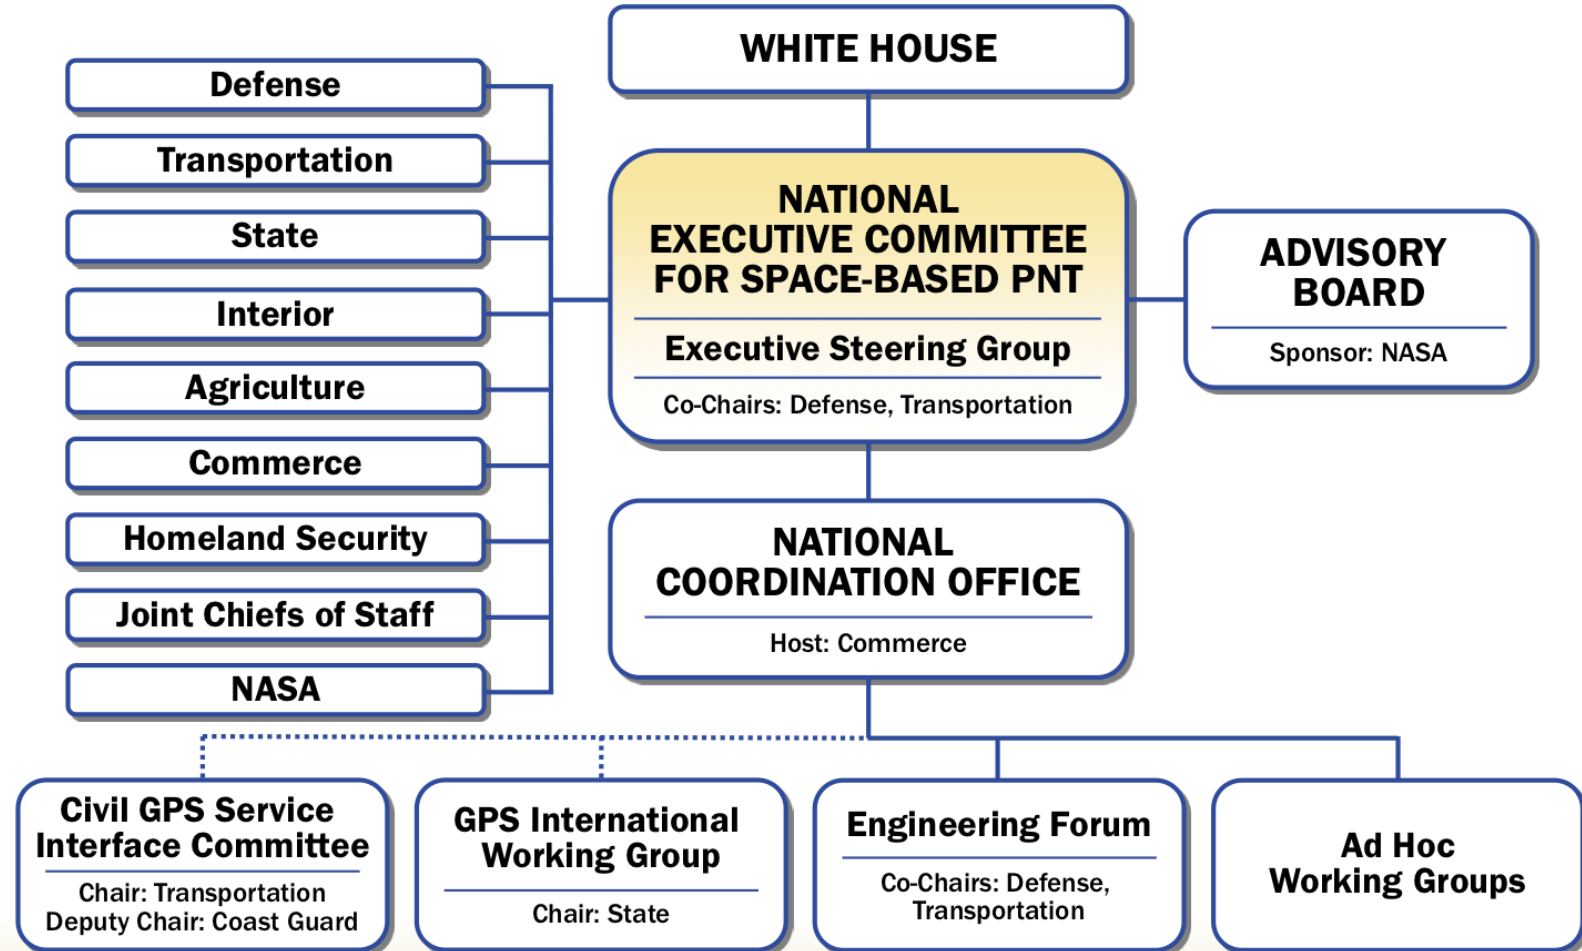 WHITE HOUSE
Defense
Transportation
State
Interior
Agriculture
Commerce
Homeland Security
Joint Chiefs of Staff
NASA
NATIONAL
EXECUTIVE COMMITTEE
FOR SPACE-BASED PNT
Executive Steering Group
Co-Chairs: Defense, Transportation
ADVISORY
BOARD
Sponsor: NASA
NATIONAL
COORDINATION OFFICE
Host: Commerce
Civil GPS Service
Interface Committee
Chair: Transportation
Deputy Chair: Coast Guard
GPS International
Working Group
Chair: State
Engineering Forum
Co-Chairs: Defense,
Transportation
Ad Hoc
Working Groups